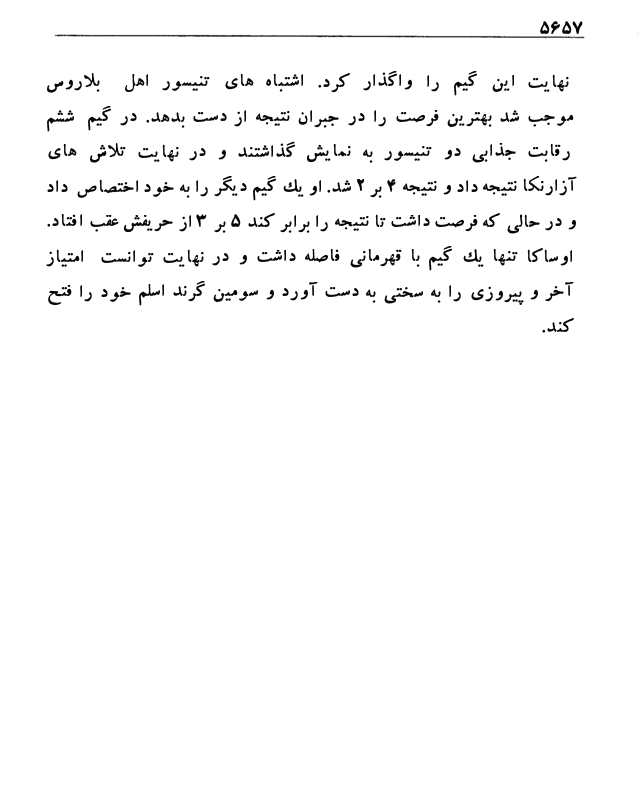 ۵۶۵۷
نهایت این گیم را واگذار کرد. اشتباه های تنیسور اهل بلاروس
موجب شد بهترین فرصت را در جبران نتیجه از دست بدهد. در گیم ششم
رقابت جذابی دو تنیسور به نمایش گذاشتند و در نهایت تلاش های
آزارنکا نتیجه داد و نتیجه ۴ بر ۲ شد. او یك گیم دیگر را به خود اختصاص داد
و در حالی که فرصت داشت تا نتیجه را برابر کند ۵ بر ۳ از حریفش عقب افتاد.
اوساکا تنها یك گیم با قهرمانی فاصله داشت و در نهایت توانست امتیاز
آخر و پیروزی را به سختی به دست آورد و سومین گرند اسلم خود را فتح
کند.